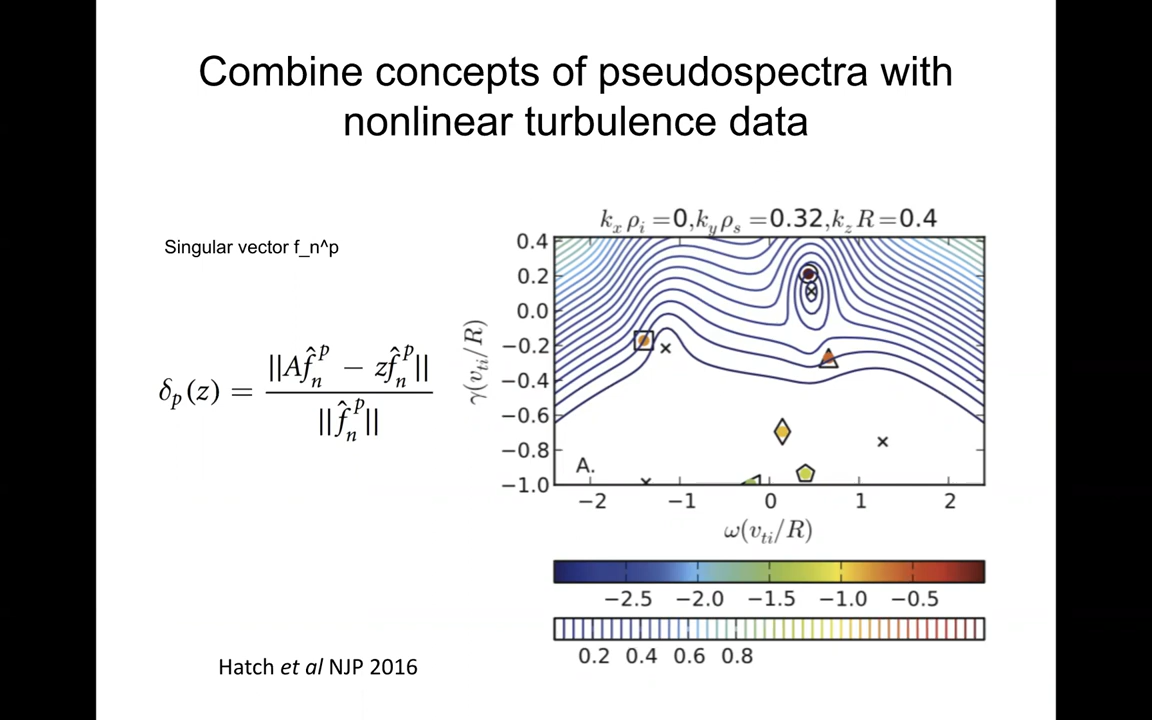 Combine concepts of pseudospectra with
nonlinear turbulence data
Singular vector f_n^p
δ_p(z) = ||Af̂_n^p − zf̂_n^p|| / ||f̂_n^p||
k_x ρ_i =0,k_y ρ_s =0.32,k_z R=0.4
γ(v_ti/R)
0.4
0.2
0.0
−0.2
−0.4
−0.6
−0.8
−1.0
A.
−2 −1 0 1 2
ω(v_ti/R)
−2.5 −2.0 −1.5 −1.0 −0.5
0.2 0.4 0.6 0.8
Hatch et al NJP 2016